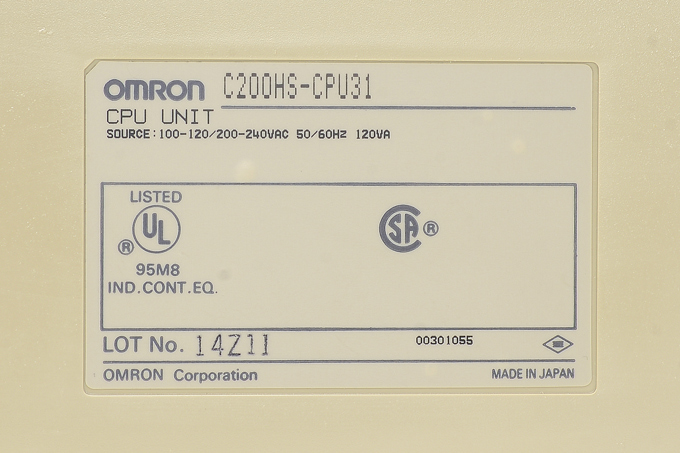 OMRON C200HS-CPU31
CPU UNIT
SOURCE:100-120/200-240VAC 50/60Hz 120VA
LISTED
UL
®
95M8
IND.CONT.EQ.
SA ®
LOT No. 14Z11 00301055
OMRON Corporation MADE IN JAPAN